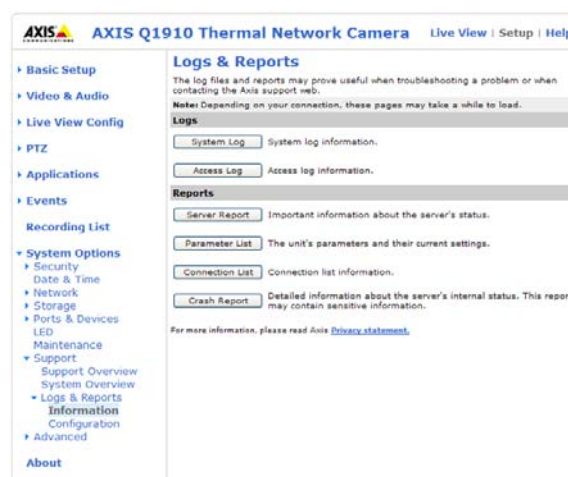 AXIS
COMMUNICATIONS
AXIS Q1910 Thermal Network Camera
Live View | Setup | Help
Basic Setup
Video & Audio
Live View Config
PTZ
Applications
Events
Recording List
System Options
Security
Date & Time
Network
Storage
Ports & Devices
LED
Maintenance
Support
Support Overview
System Overview
Logs & Reports
Information
Configuration
Advanced
About
Logs & Reports
The log files and reports may prove useful when troubleshooting a problem or when
contacting the Axis support web.
Note: Depending on your connection, these pages may take a while to load.
Logs
System Log System log information.
Access Log Access log information.
Reports
Server Report Important information about the server's status.
Parameter List The unit's parameters and their current settings.
Connection List Connection list information.
Crash Report Detailed information about the server's internal status. This repor
may contain sensitive information.
For more information, please read Axis Privacy statement.